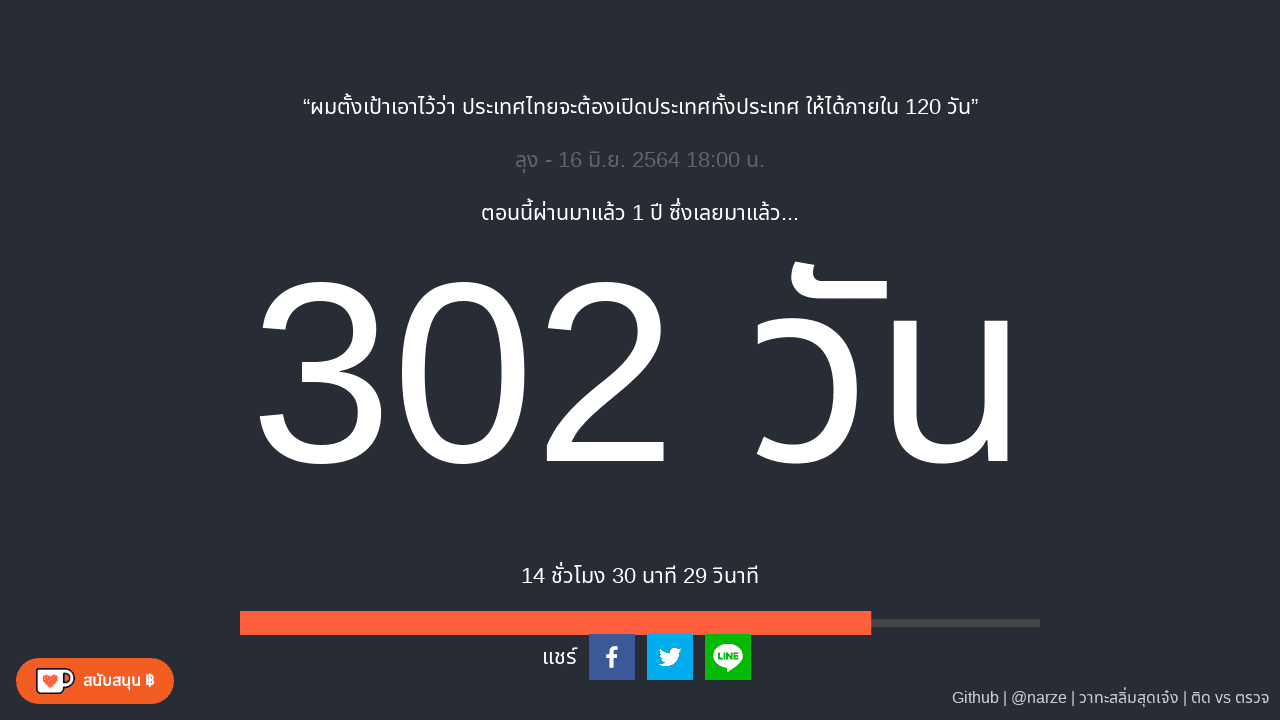 “ผมตั้งเป้าเอาไว้ว่า ประเทศไทยจะต้องเปิดประเทศทั้งประเทศ ให้ได้ภายใน 120 วัน”
ลุง - 16 มิ.ย. 2564 18:00 น.
ตอนนี้ผ่านมาแล้ว 1 ปี ซึ่งเลยมาแล้ว...
302 วัน
14 ชั่วโมง 30 นาที 29 วินาที
แชร์
LINE
สนับสนุน ฿
Github | @narze | วาทะสลิ่มสุดเจ๋ง | ติด vs ตรวจ